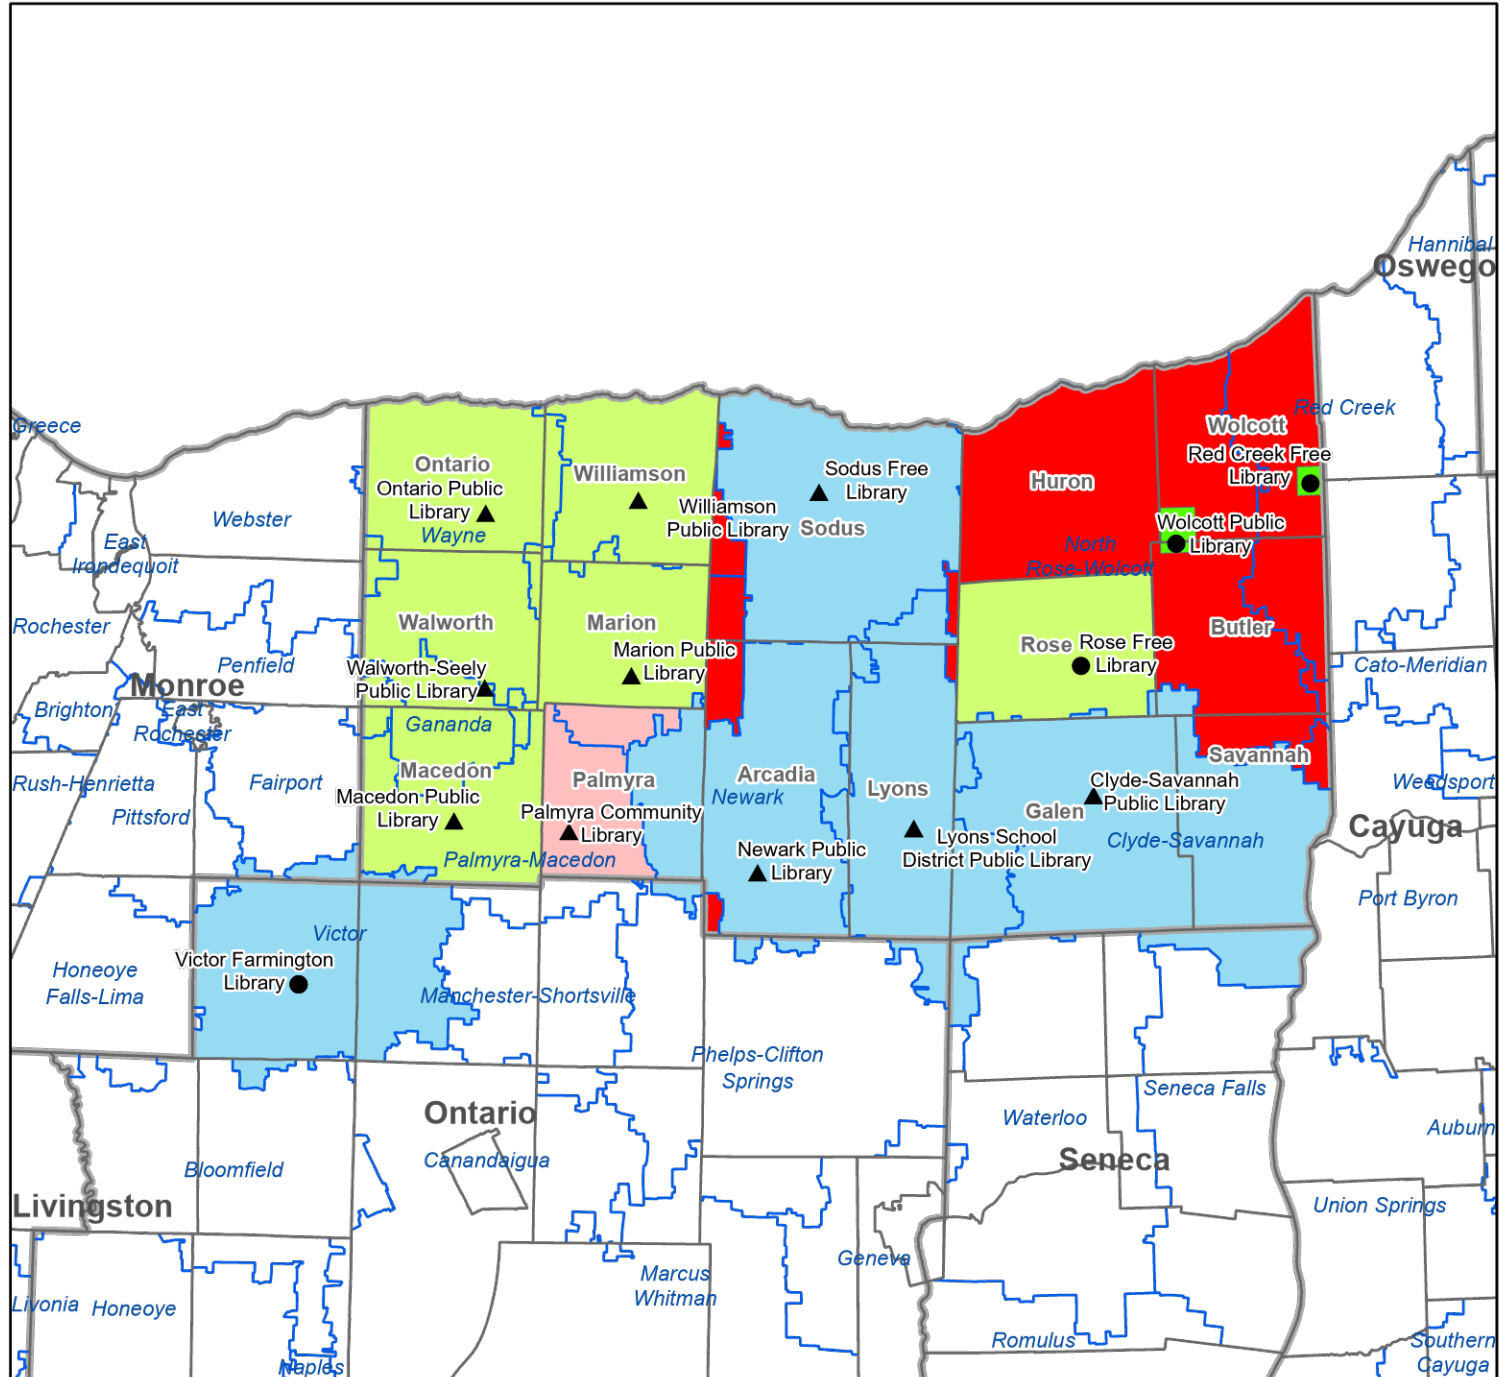 Hannibal
Oswego
Greece
Red Creek
Wolcott
Red Creek Free
Library
Ontario
Ontario Public
Library
Wayne
Williamson
Williamson
Public Library
Sodus Free
Library
Sodus
Huron
Webster
Wolcott Public
Library
North
Rose-Wolcott
East
Irondequoit
Rochester
Walworth
Walworth-Seely
Public Library
Marion
Marion Public
Library
Rose
Rose Free
Library
Butler
Penfield
Cato-Meridian
Monroe
Brighton
East
Rochester
Gananda
Rush-Henrietta
Pittsford
Fairport
Macedon
Macedon Public
Library
Palmyra
Palmyra Community
Library
Palmyra-Macedon
Arcadia
Newark
Newark Public
Library
Lyons
Lyons School
District Public Library
Savannah
Clyde-Savannah
Public Library
Galen
Clyde-Savannah
Weedsport
Cayuga
Port Byron
Victor
Victor Farmington
Library
Honeoye
Falls-Lima
Manchester-Shortsville
Phelps-Clifton
Springs
Seneca Falls
Waterloo
Auburn
Ontario
Canandaigua
Bloomfield
Seneca
Livingston
Union Springs
Geneva
Marcus
Whitman
Livonia
Honeoye
Naples
Romulus
Southern
Cayuga